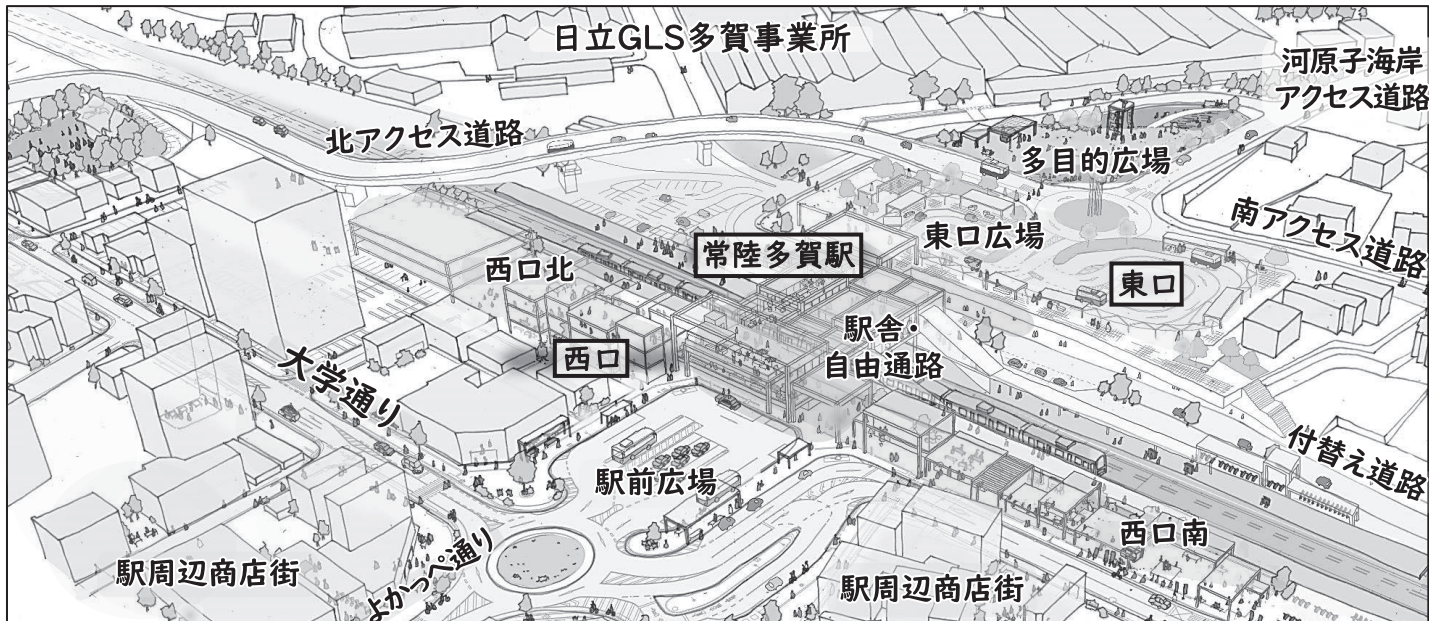 日立GLS多賀事業所
河原子海岸
アクセス道路
北アクセス道路
多目的広場
南アクセス道路
東口広場
常陸多賀駅
西口北
東口
駅舎・
自由通路
西口
大学通り
付替え道路
駅前広場
西口南
よかっぺ通り
駅周辺商店街
駅周辺商店街